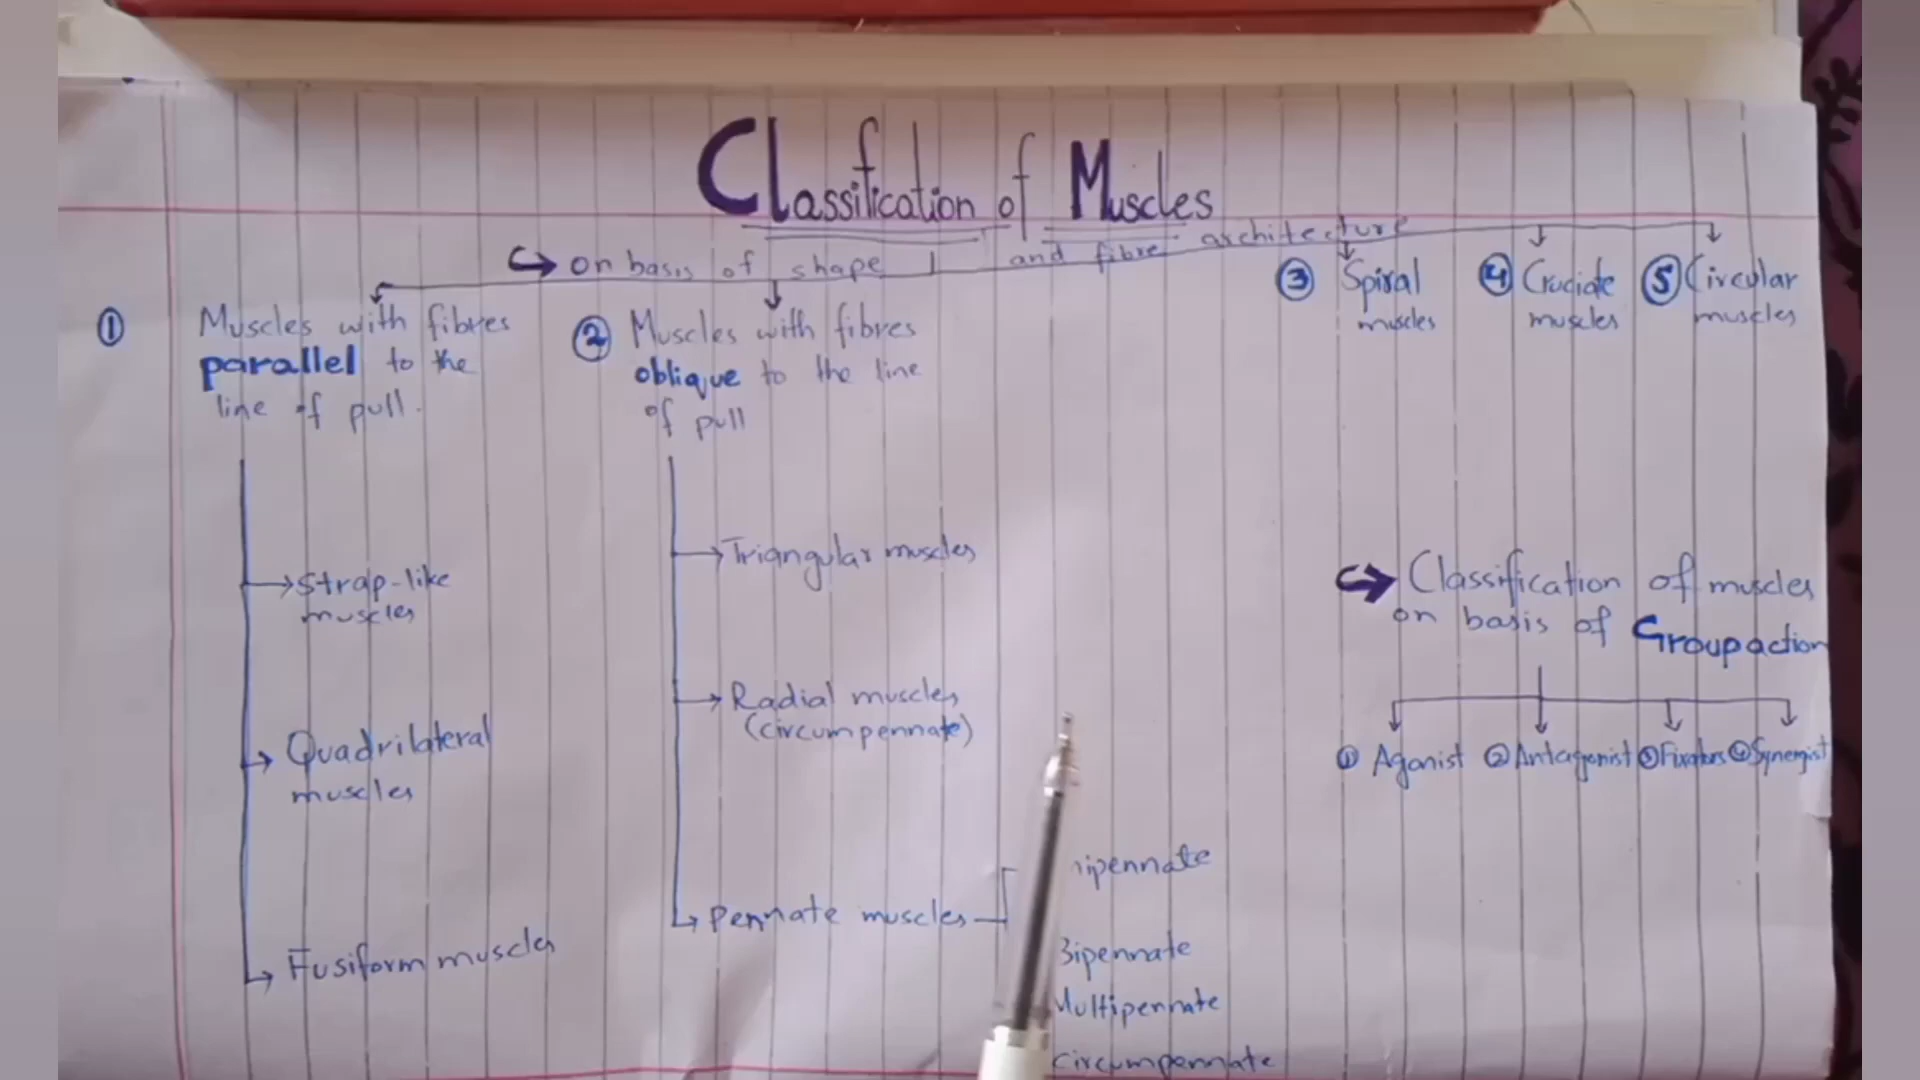 Classification of Muscles
on basis of shape and fibre architecture
① Muscles with fibres
parallel to the
line of pull.
Strap-like
muscles
Quadrilateral
muscles
Fusiform muscles
② Muscles with fibres
oblique to the line
of pull
Triangular muscles
Radial muscles
(circumpennate)
Pennate muscles
nipennate
Bipennate
Multipennate
Circumpennate
③ Spiral
muscles
④ Cruciate
muscles
⑤ Circular
muscles
Classification of muscles
on basis of Group action
① Agonist ② Antagonist ③ Fixators ④ Synergist